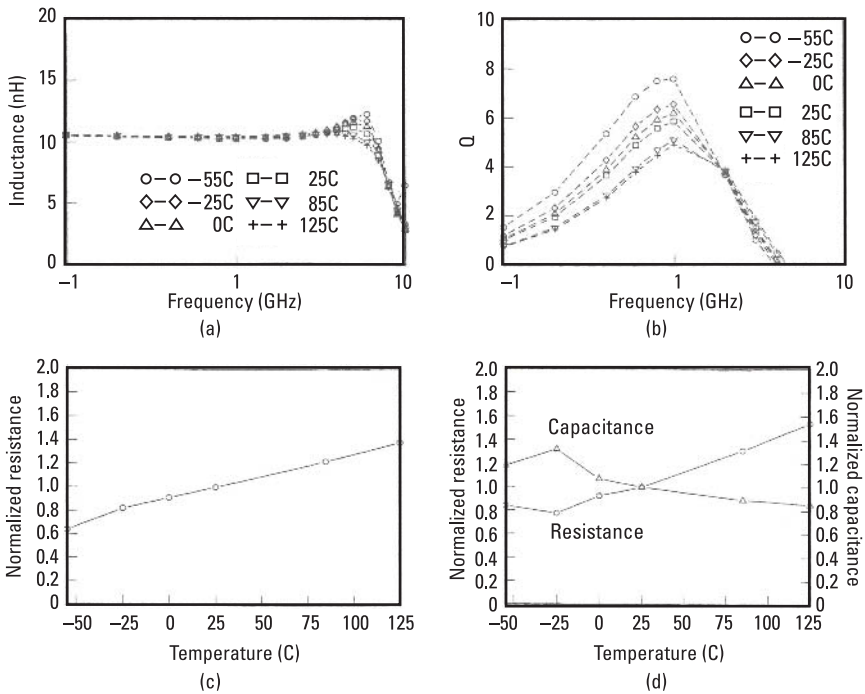 20
15
10
5
0
Inductance (nH)
−55C
−25C
0C
25C
85C
125C
−1
1
10
Frequency (GHz)
(a)
10
8
6
4
2
0
Q
−55C
−25C
0C
25C
85C
125C
−1
1
10
Frequency (GHz)
(b)
2.0
1.8
1.6
1.4
1.2
1.0
0.8
0.6
0.4
0.2
0
Normalized resistance
−50
−25
0
25
50
75
100
125
Temperature (C)
(c)
2.0
1.8
1.6
1.4
1.2
1.0
0.8
0.6
0.4
0.2
0.0
Normalized resistance
Capacitance
Resistance
2.0
1.8
1.6
1.4
1.2
1.0
0.8
0.6
0.4
0.2
0.0
Normalized capacitance
−50
−25
0
25
50
75
100
125
Temperature (C)
(d)